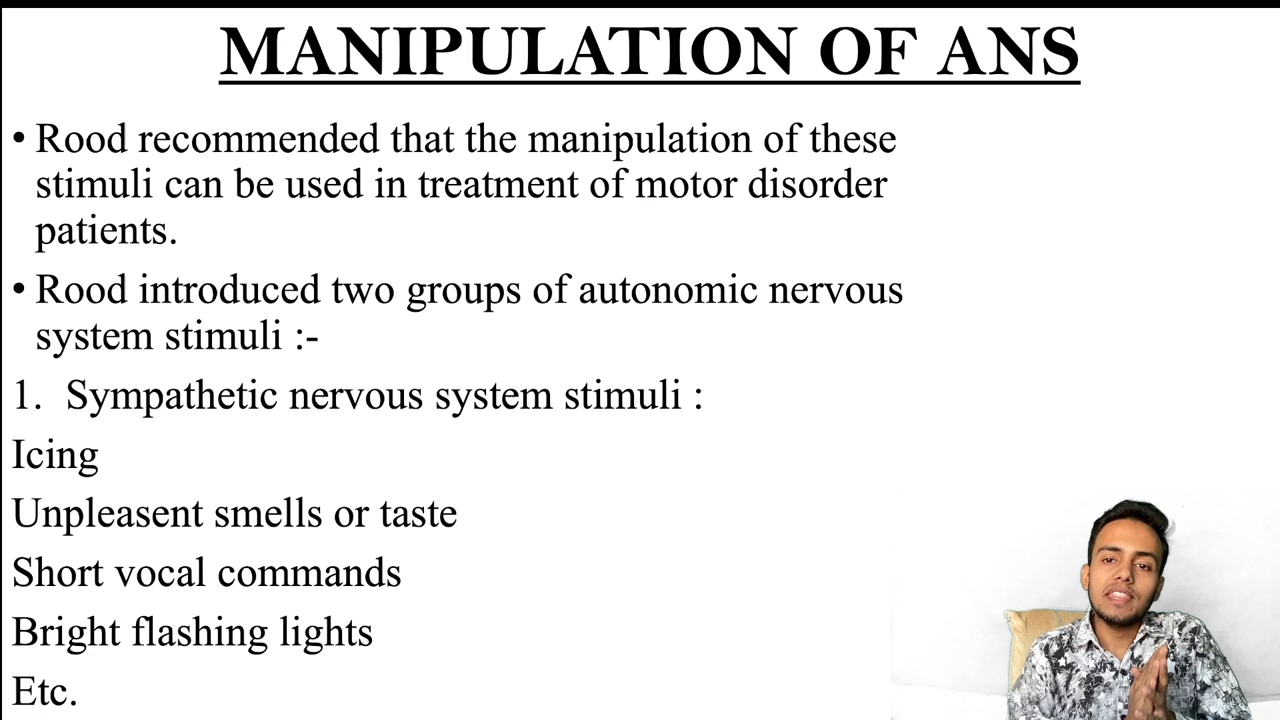 MANIPULATION OF ANS
• Rood recommended that the manipulation of these
stimuli can be used in treatment of motor disorder
patients.
• Rood introduced two groups of autonomic nervous
system stimuli :-
1. Sympathetic nervous system stimuli :
Icing
Unpleasent smells or taste
Short vocal commands
Bright flashing lights
Etc.